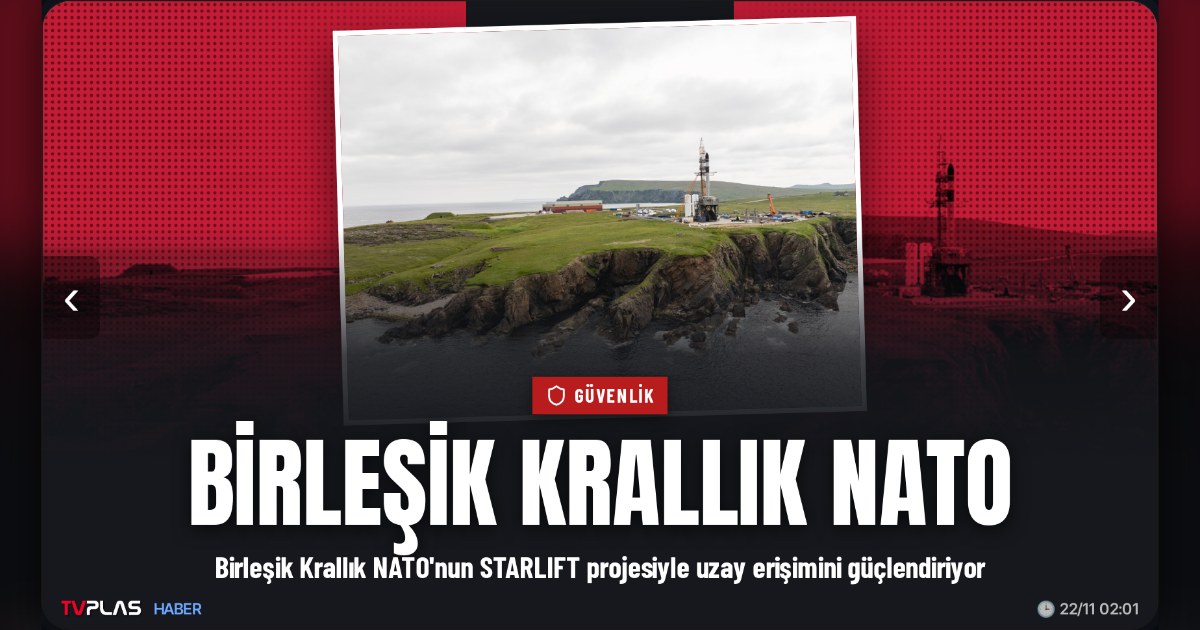 GÜVENLİK
BİRLEŞİK KRALLIK NATO
Birleşik Krallık NATO'nun STARLIFT projesiyle uzay erişimini güçlendiriyor
TVPLAS HABER
22/11 02:01